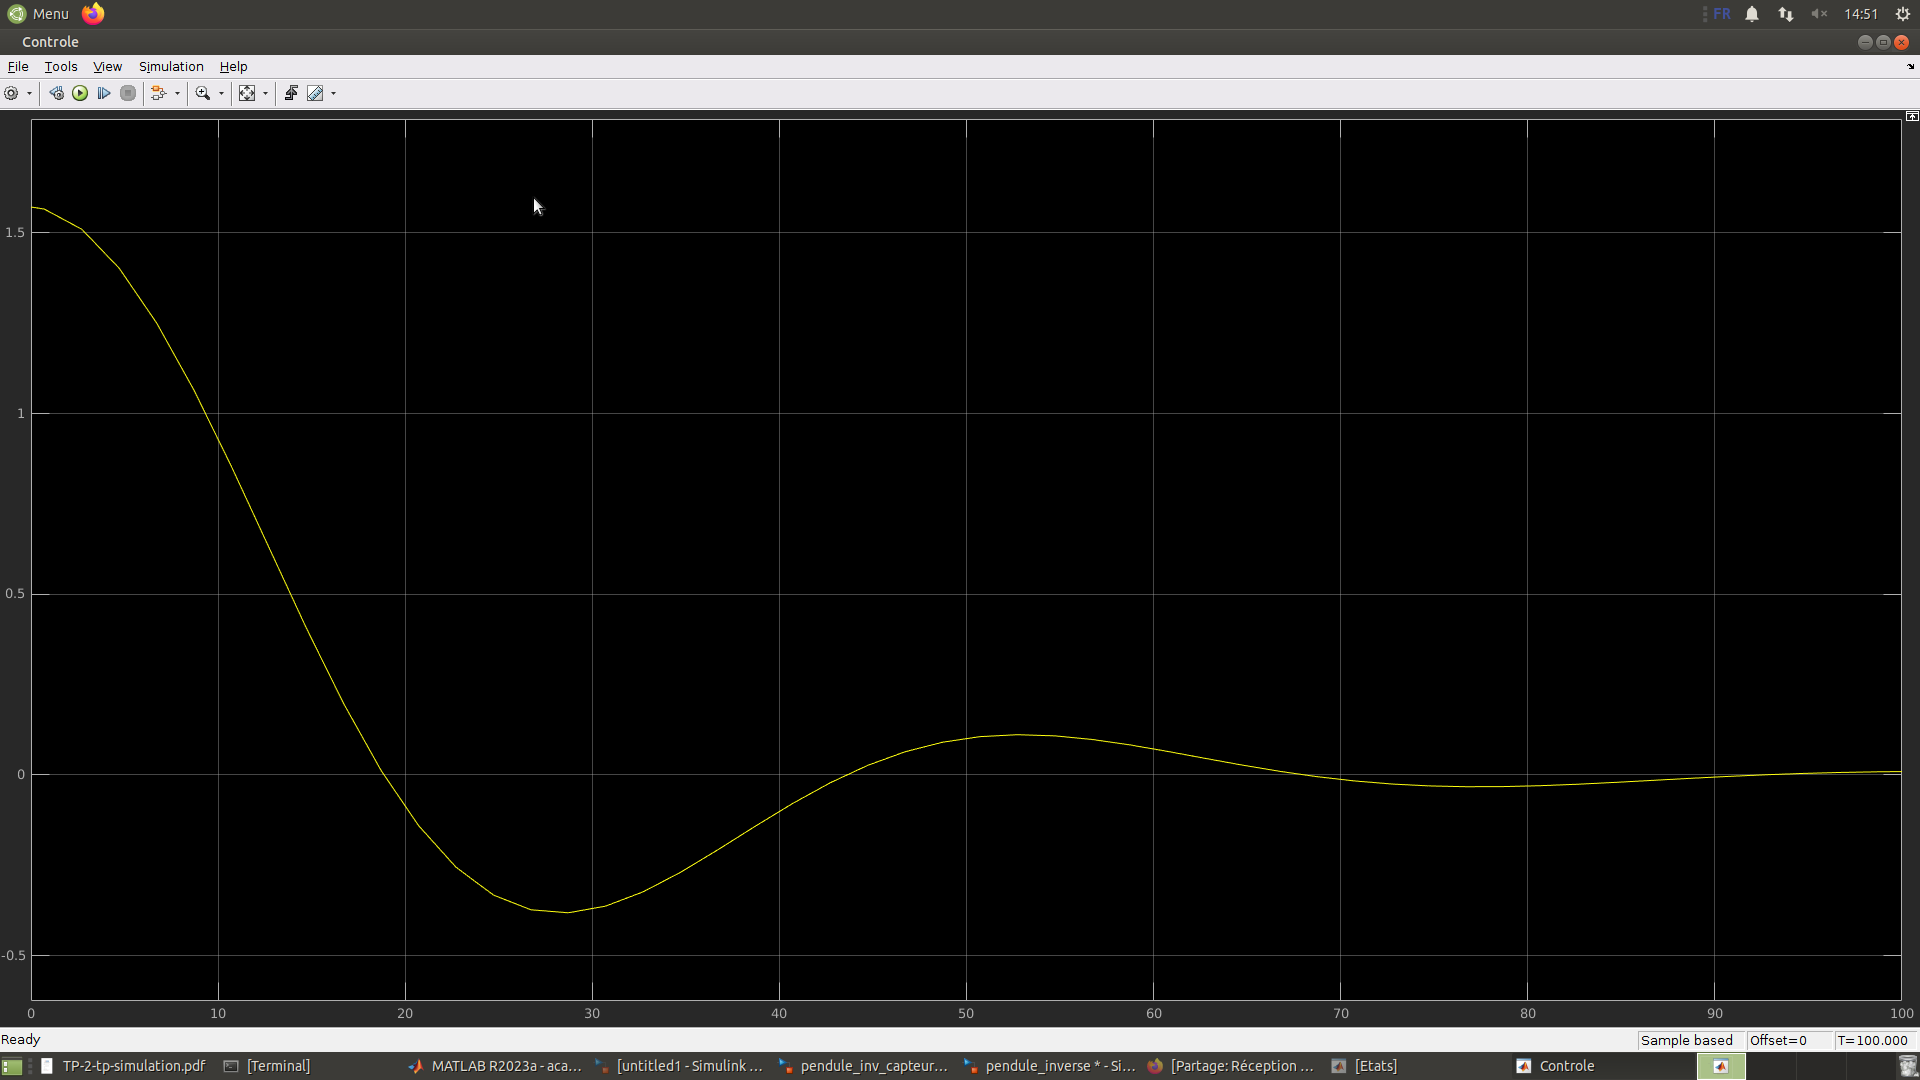 Menu FR 14:51
Controle
File Tools View Simulation Help
1.5
1
0.5
0
-0.5
0 10 20 30 40 50 60 70 80 90 100
Ready Sample based Offset=0 T=100.000
TP-2-tp-simulation.pdf [Terminal] MATLAB R2023a - aca... [untitled1 - Simulink ... pendule_inv_capteur... pendule_inverse * - Si... [Partage: Réception ... [Etats] Controle